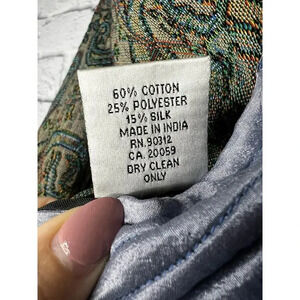 60% COTTON
25% POLYESTER
15% SILK
MADE IN INDIA
RN. 90312
CA. 20059
DRY CLEAN
ONLY